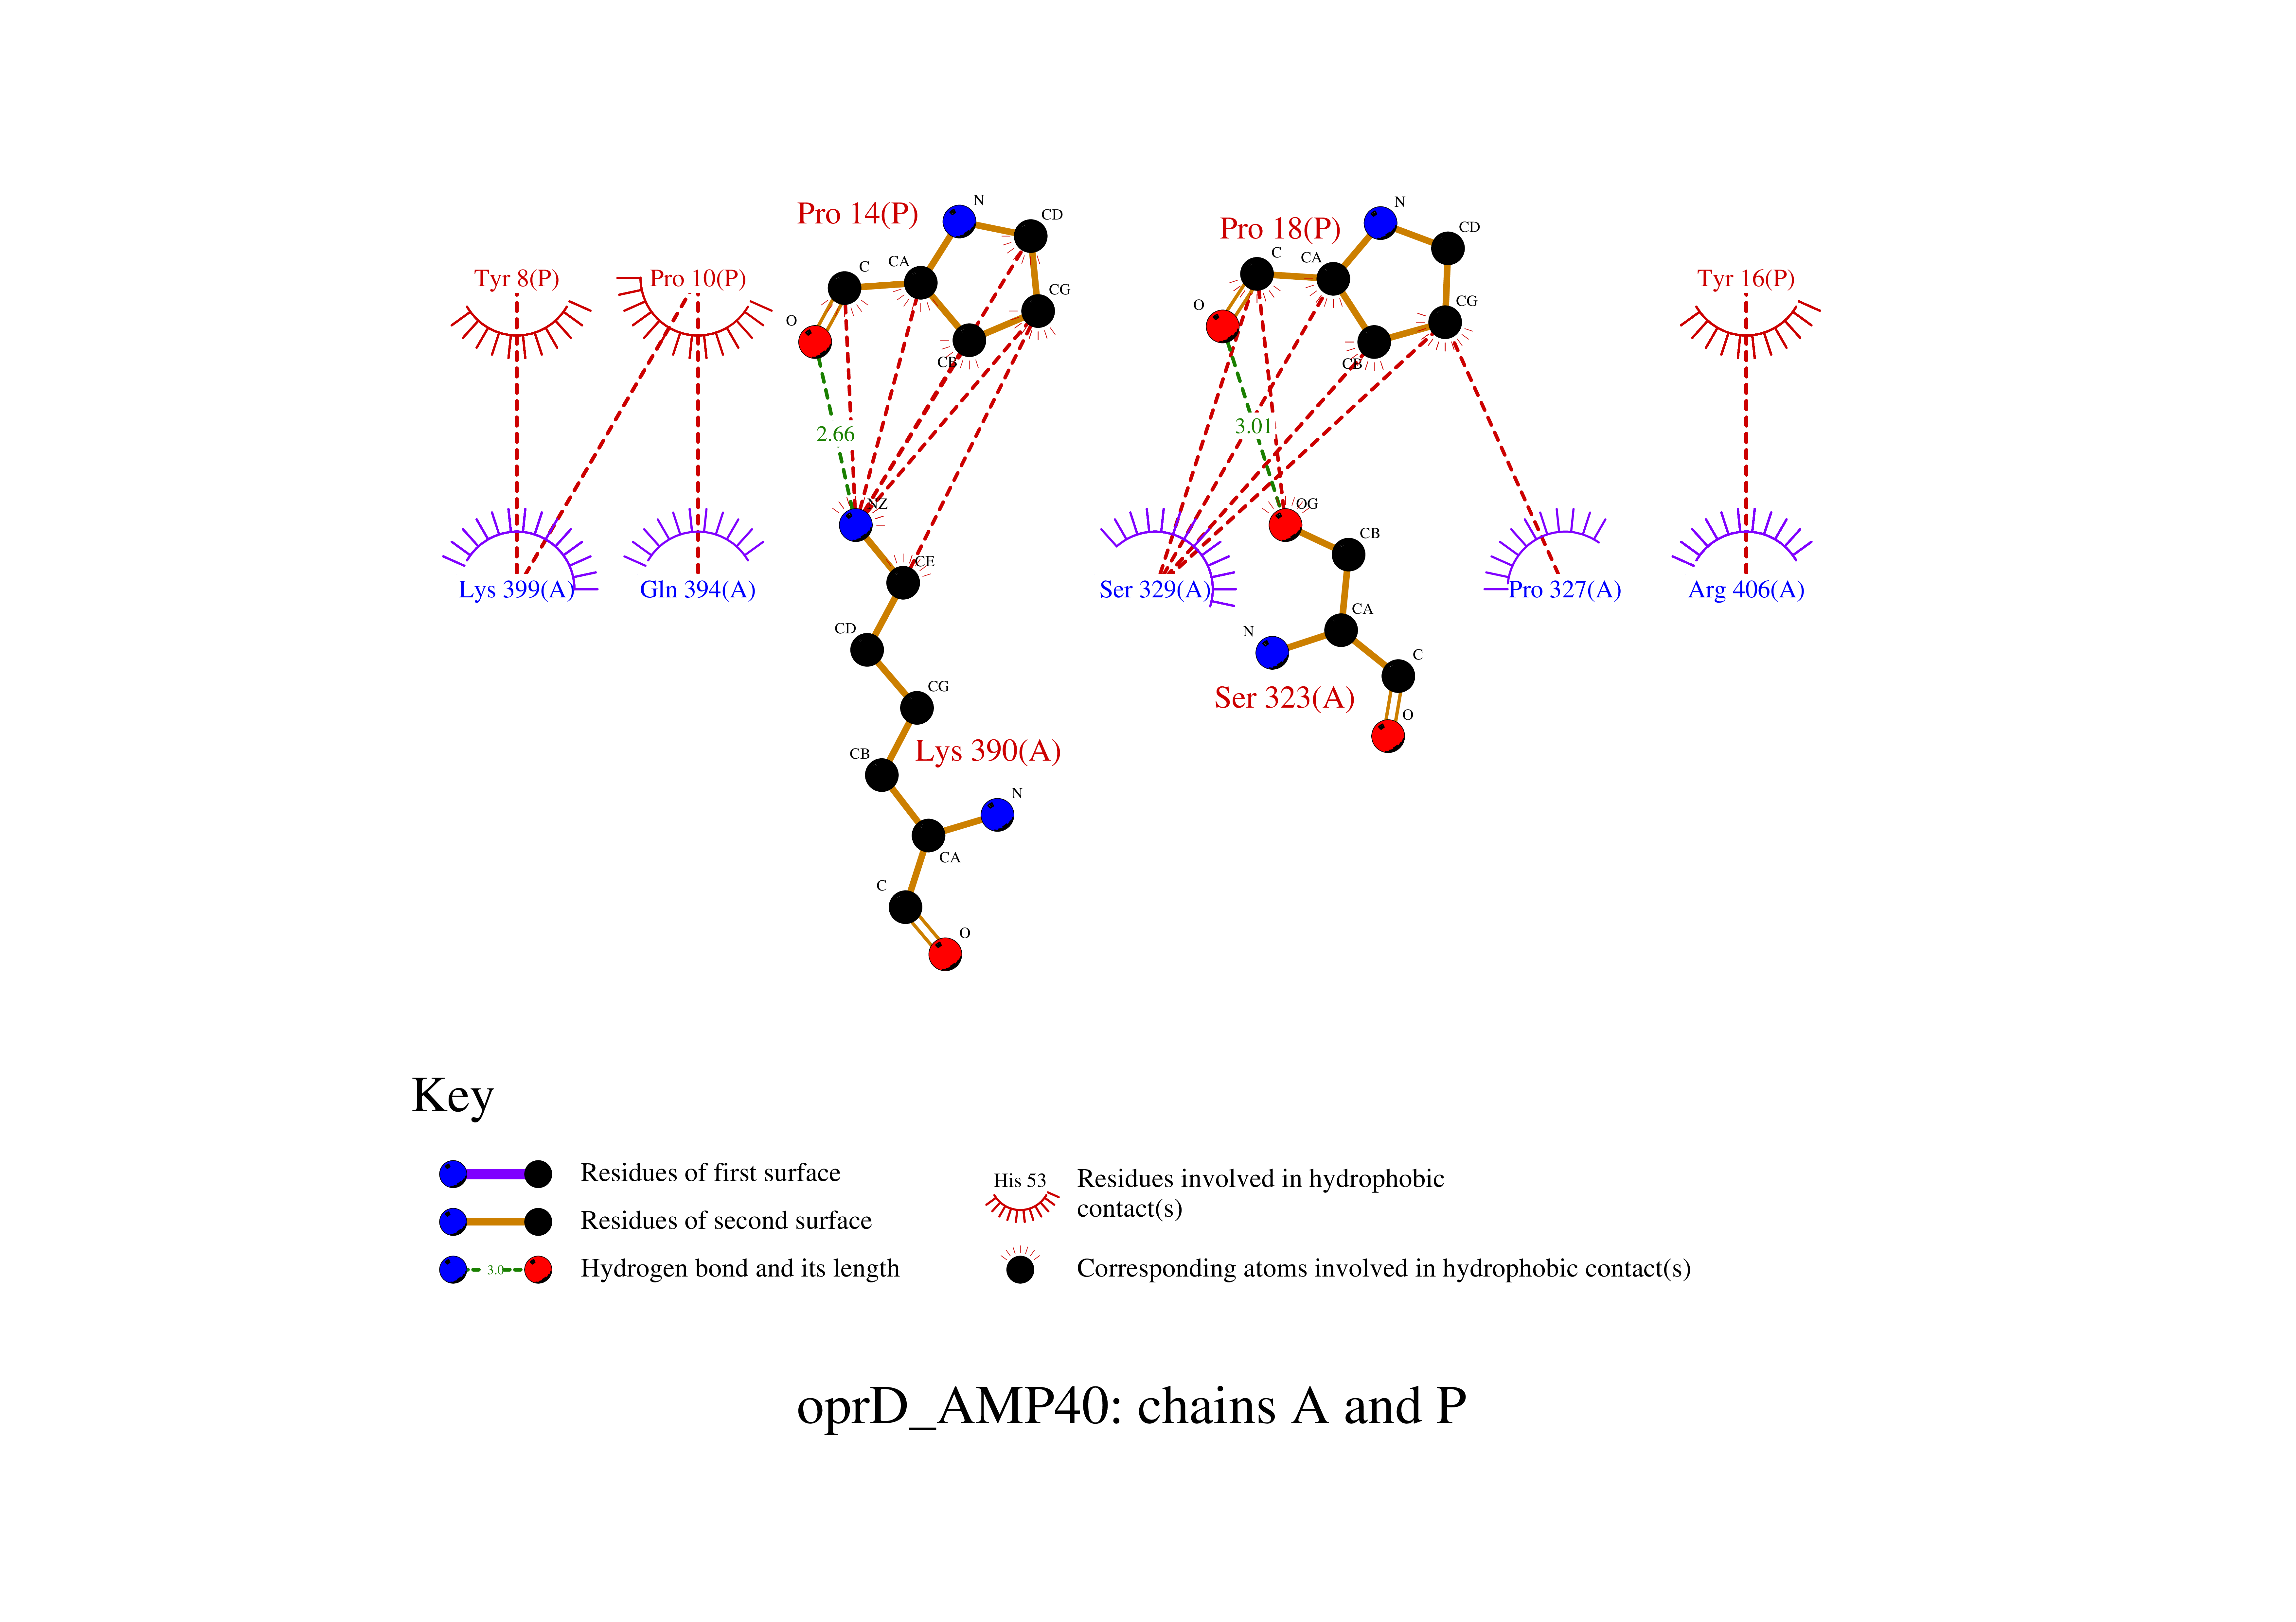 N
Pro 14(P)
CD
CA
C
CG
O
CB
N
Pro 18(P)
CD
CA
C
CG
O
CB
Tyr 8(P)
Pro 10(P)
Tyr 16(P)
2.66
3.01
NZ
CE
OG
CB
Lys 399(A)
Gln 394(A)
Ser 329(A)
Pro 327(A)
Arg 406(A)
CD
CA
N
C
Ser 323(A)
O
CG
CB
Lys 390(A)
N
CA
C
O
Key
Residues of first surface
Residues of second surface
3.0
Hydrogen bond and its length
His 53
Residues involved in hydrophobic
contact(s)
Corresponding atoms involved in hydrophobic contact(s)
oprD_AMP40: chains A and P